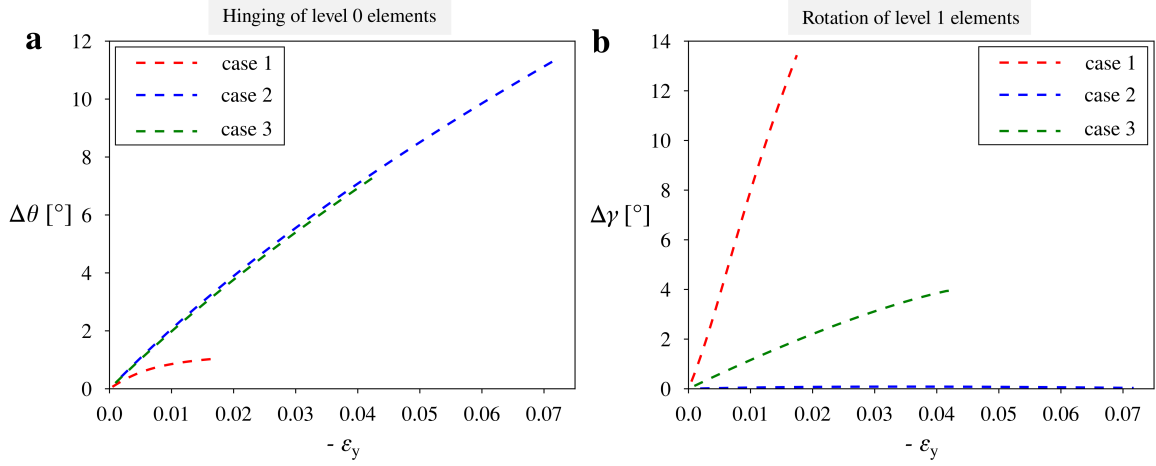 Hinging of level 0 elements
a
12
10
8
6
4
2
0
Δθ [°]
case 1
case 2
case 3
0.0 0.01 0.02 0.03 0.04 0.05 0.06 0.07
- εy
Rotation of level 1 elements
b
14
12
10
8
6
4
2
0
Δγ [°]
case 1
case 2
case 3
0.0 0.01 0.02 0.03 0.04 0.05 0.06 0.07
- εy